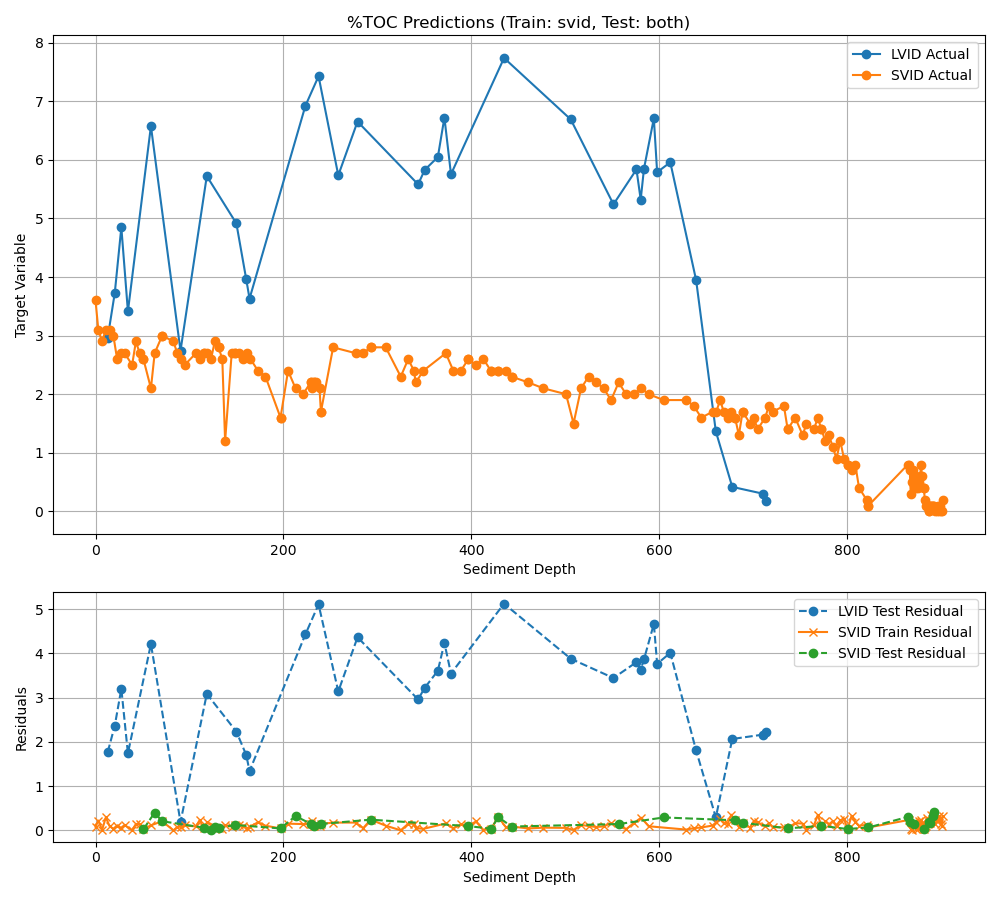 %TOC Predictions (Train: svid, Test: both)
8
7
6
5
4
3
2
1
0
Target Variable
LVID Actual
SVID Actual
0 200 400 600 800
Sediment Depth
5
4
3
2
1
0
Residuals
LVID Test Residual
SVID Train Residual
SVID Test Residual
0 200 400 600 800
Sediment Depth